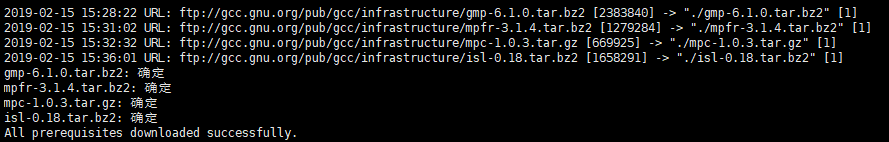 2019-02-15 15:28:22 URL: ftp://gcc.gnu.org/pub/gcc/infrastructure/gmp-6.1.0.tar.bz2 [2383840] -> "./gmp-6.1.0.tar.bz2" [1]
2019-02-15 15:31:02 URL: ftp://gcc.gnu.org/pub/gcc/infrastructure/mpfr-3.1.4.tar.bz2 [1279284] -> "./mpfr-3.1.4.tar.bz2" [1]
2019-02-15 15:32:32 URL: ftp://gcc.gnu.org/pub/gcc/infrastructure/mpc-1.0.3.tar.gz [669925] -> "./mpc-1.0.3.tar.gz" [1]
2019-02-15 15:36:01 URL: ftp://gcc.gnu.org/pub/gcc/infrastructure/isl-0.18.tar.bz2 [1658291] -> "./isl-0.18.tar.bz2" [1]
gmp-6.1.0.tar.bz2: 确定
mpfr-3.1.4.tar.bz2: 确定
mpc-1.0.3.tar.gz: 确定
isl-0.18.tar.bz2: 确定
All prerequisites downloaded successfully.